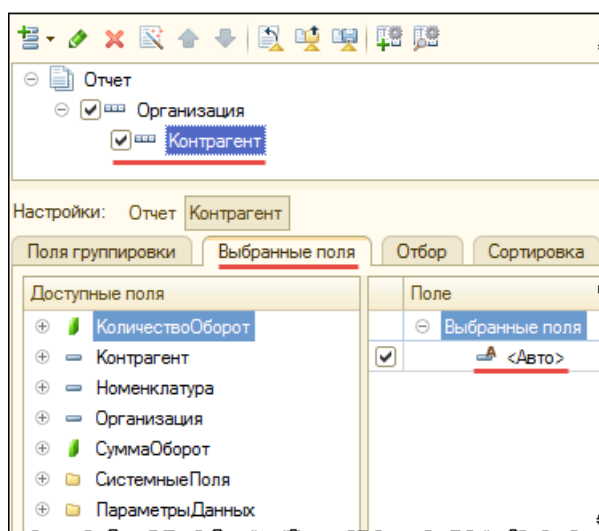 Отчет
Организация
Контрагент
Настройки: Отчет Контрагент
Поля группировки Выбранные поля Отбор Сортировка
Доступные поля Поле
КоличествоОборот Выбранные поля
Контрагент <Авто>
Номенклатура
Организация
СуммаОборот
СистемныеПоля
ПараметрыДанных